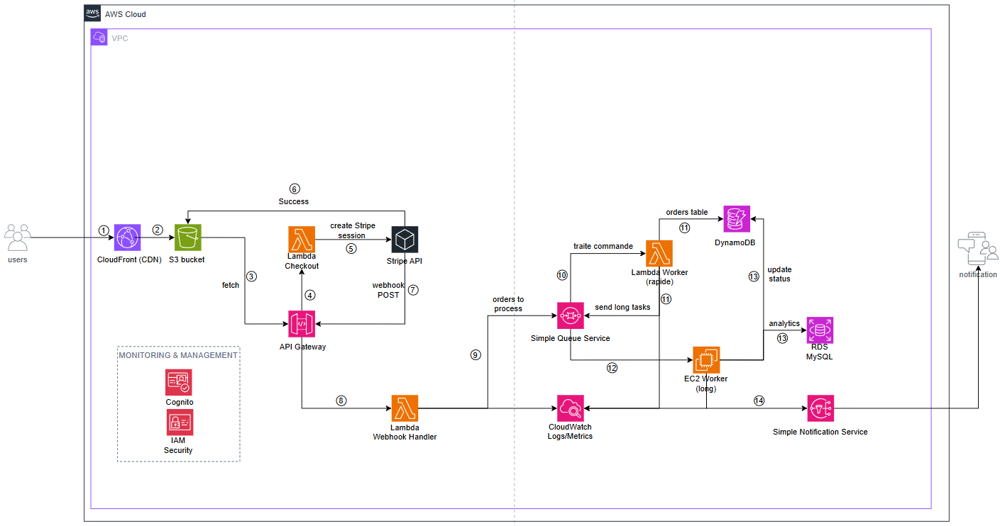 aws
AWS Cloud
VPC
6
Success
create Stripe
session
5
orders table
11
1
2
users
CloudFront (CDN)
S3 bucket
Lambda
Checkout
Stripe API
DynamoDB
traite commande
10
Lambda Worker
(rapide)
notification
3
fetch
4
webhook
POST
7
13
update
status
11
orders to
process
send long tasks
Simple Queue Service
analytics
13
RDS
MySQL
API Gateway
MONITORING & MANAGEMENT
Cognito
IAM
Security
9
12
EC2 Worker
(long)
8
14
Lambda
Webhook Handler
CloudWatch
Logs/Metrics
Simple Notification Service